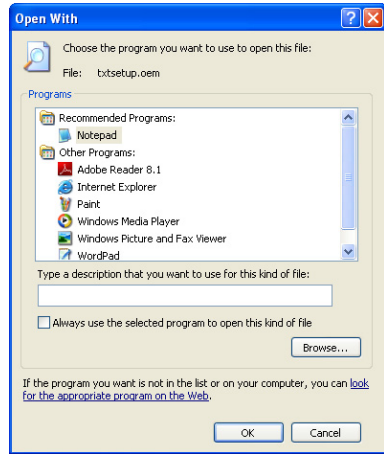 Open With
Choose the program you want to use to open this file:
File: txtsetup.oem
Programs
Recommended Programs:
Notepad
Other Programs:
Adobe Reader 8.1
Internet Explorer
Paint
Windows Media Player
Windows Picture and Fax Viewer
WordPad
Type a description that you want to use for this kind of file:
Always use the selected program to open this kind of file
Browse...
If the program you want is not in the list or on your computer, you can look
for the appropriate program on the Web.
OK Cancel